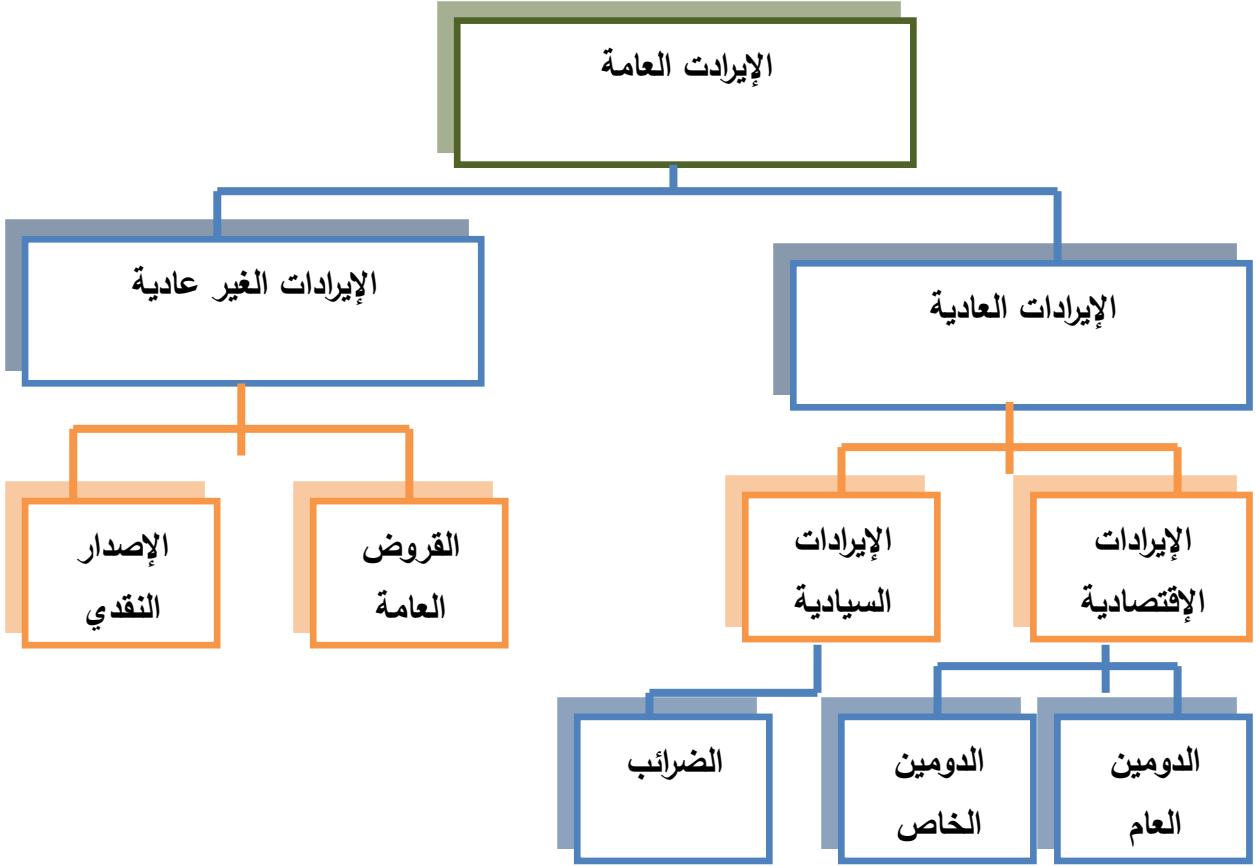 الإيرادت العامة
الإيرادات العادية
الإيرادات الغير عادية
الإيرادات
الإقتصادية
الإيرادات
السيادية
القروض
العامة
الإصدار
النقدي
الدومين
العام
الدومين
الخاص
الضرائب